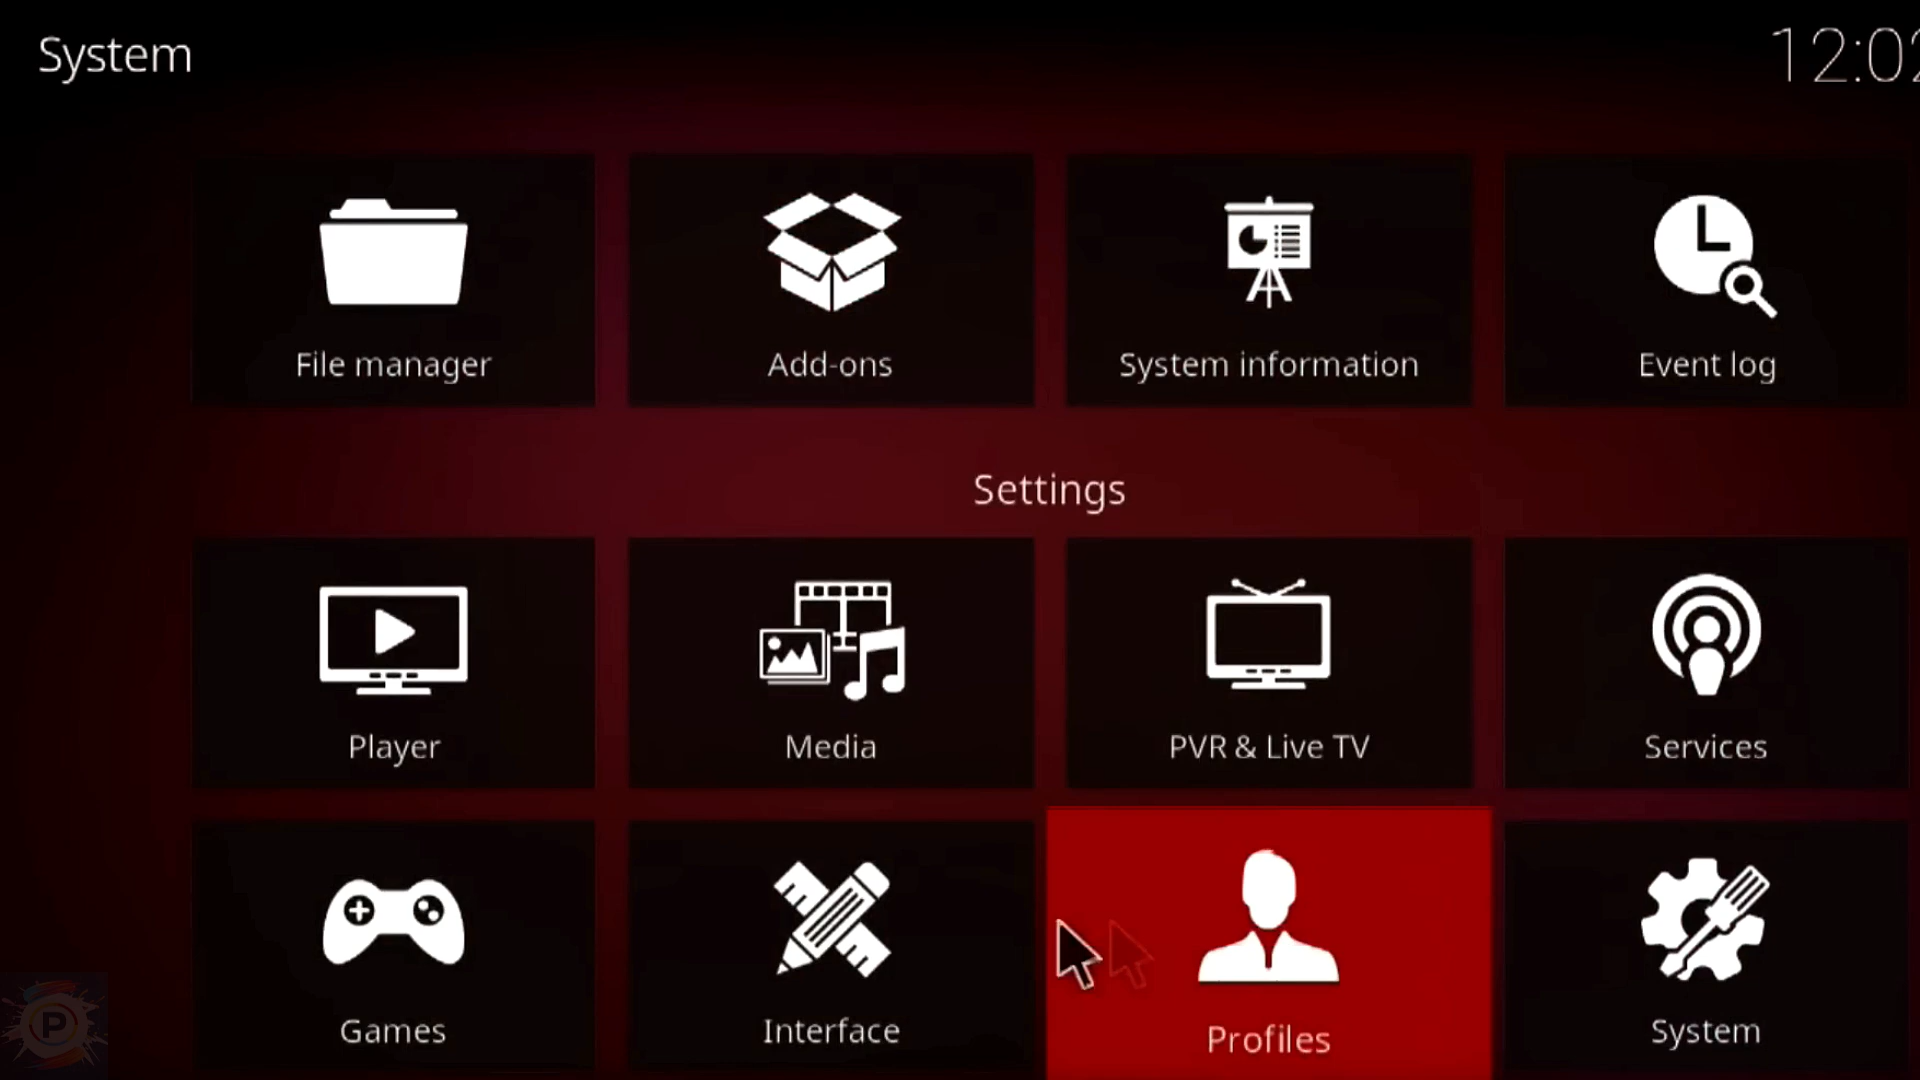 System
12:02
File manager
Add-ons
System information
Event log
Settings
Player
Media
PVR & Live TV
Services
Games
Interface
Profiles
System
P